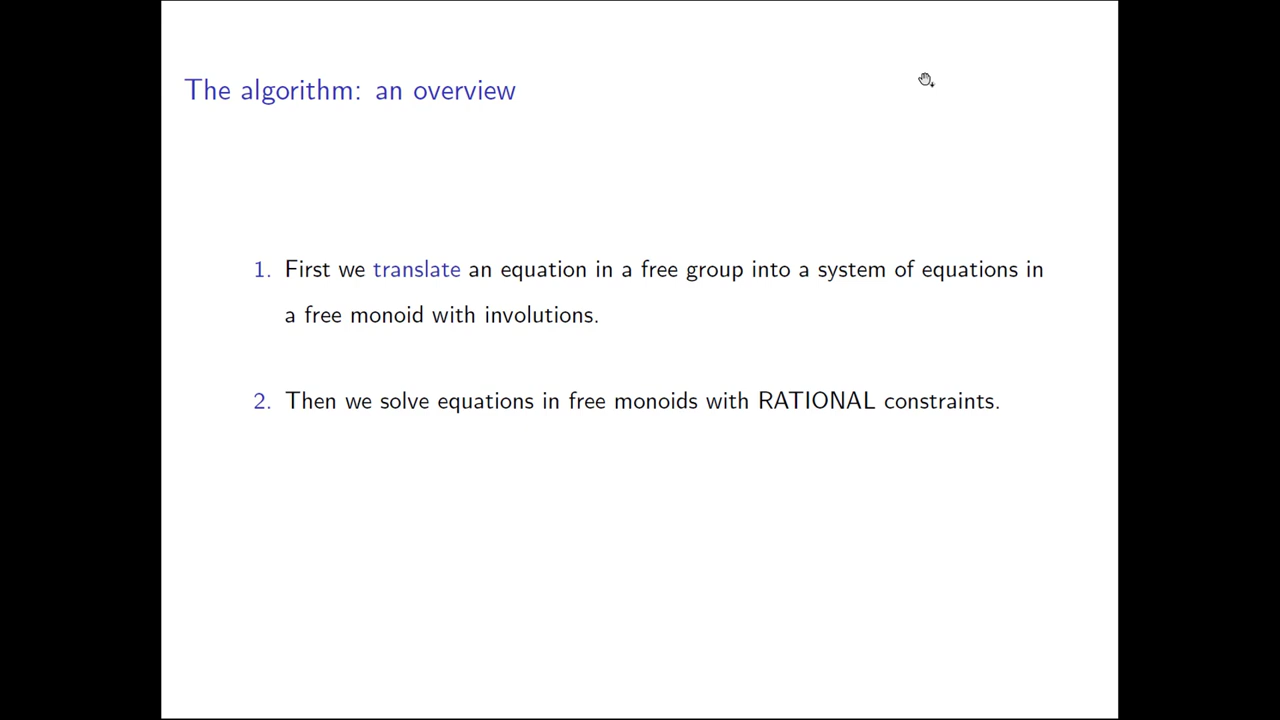 The algorithm: an overview
1. First we translate an equation in a free group into a system of equations in
a free monoid with involutions.
2. Then we solve equations in free monoids with RATIONAL constraints.